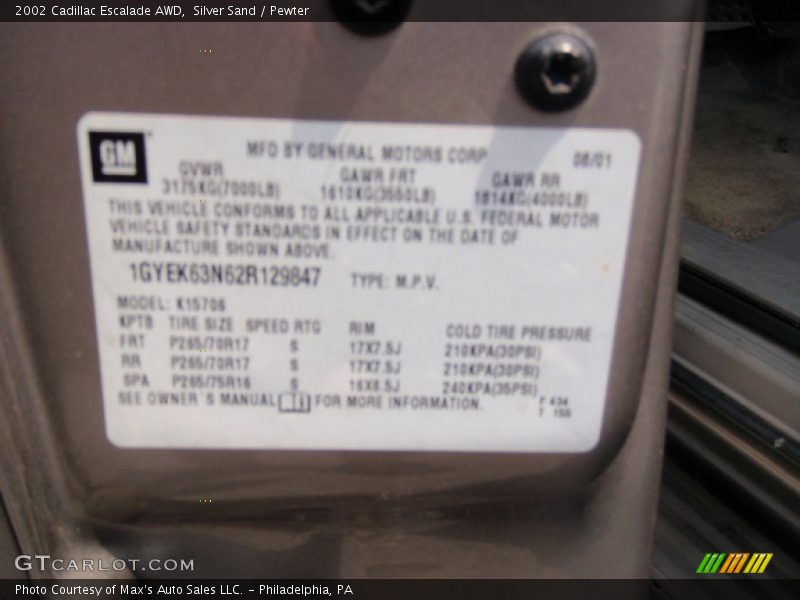 2002 Cadillac Escalade AWD, Silver Sand / Pewter
GM
MFD BY GENERAL MOTORS CORP 08/01
GVWR GAWR FRT GAWR RR
3175KG(7000LB) 1610KG(3550LB) 1814KG(4000LB)
THIS VEHICLE CONFORMS TO ALL APPLICABLE U.S. FEDERAL MOTOR
VEHICLE SAFETY STANDARDS IN EFFECT ON THE DATE OF
MANUFACTURE SHOWN ABOVE.
1GYEK63N62R129847 TYPE: M.P.V.
MODEL: K15706
TIRE SIZE SPEED RTG RIM COLD TIRE PRESSURE
FRT P265/70R17 S 17X7.5J 210KPA(30PSI)
RR P265/70R17 S 17X7.5J 210KPA(30PSI)
SPA P265/75R16 S 16X6.5J 240KPA(35PSI)
SEE OWNER'S MANUAL FOR MORE INFORMATION.
GTCARLOT.COM
Photo Courtesy of Max's Auto Sales LLC. - Philadelphia, PA